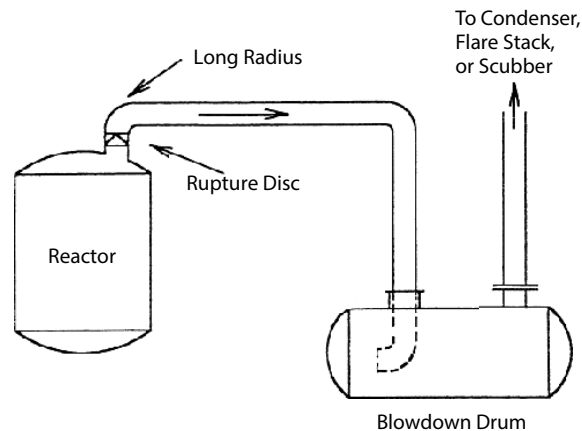 To Condenser,
Flare Stack,
or Scubber
Long Radius
Rupture Disc
Reactor
Blowdown Drum